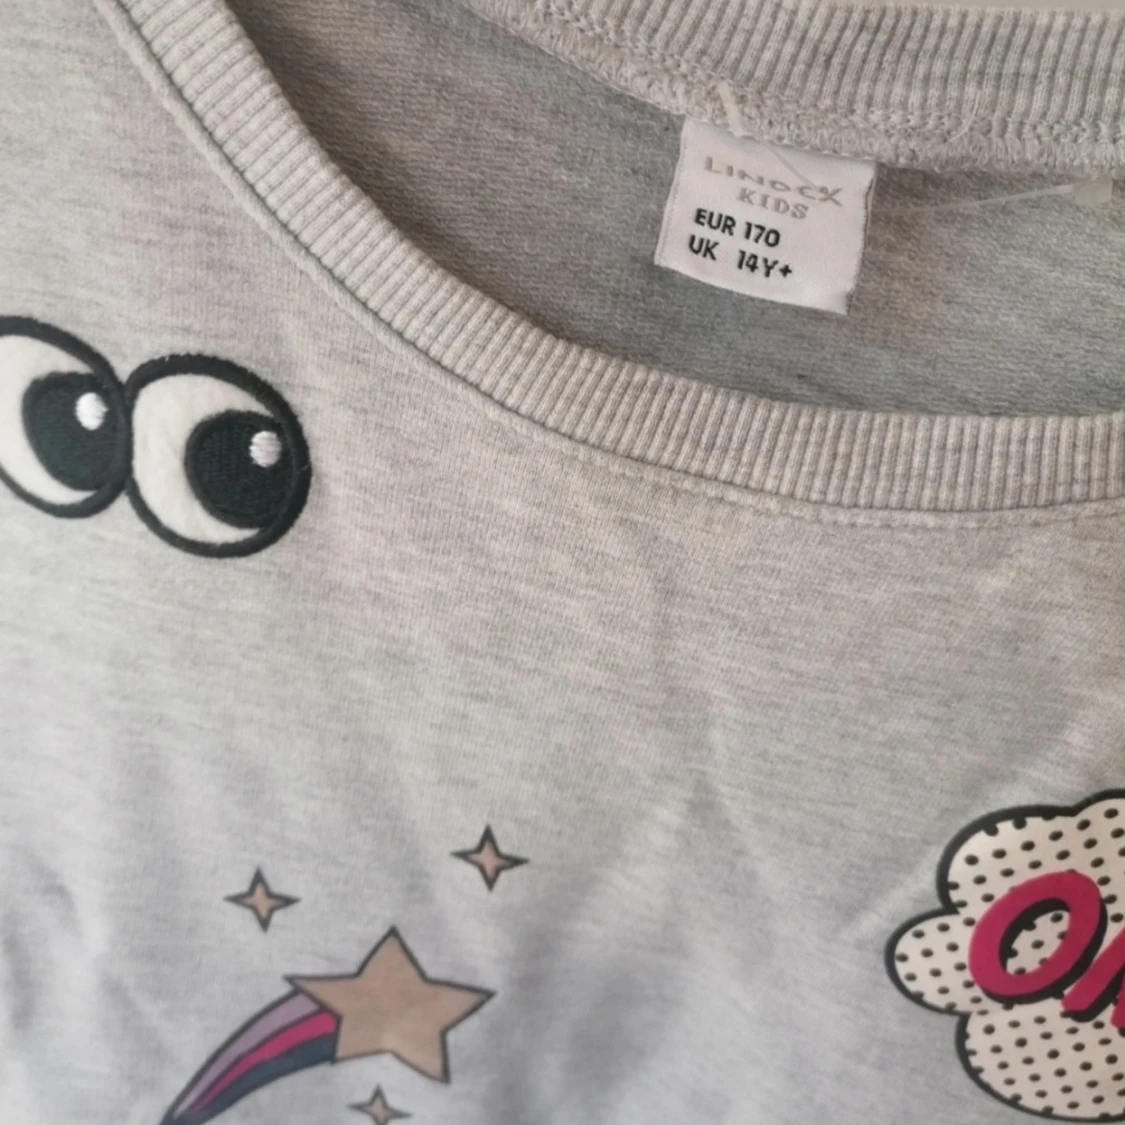 LINDEX
KIDS
EUR 170
UK 14Y+